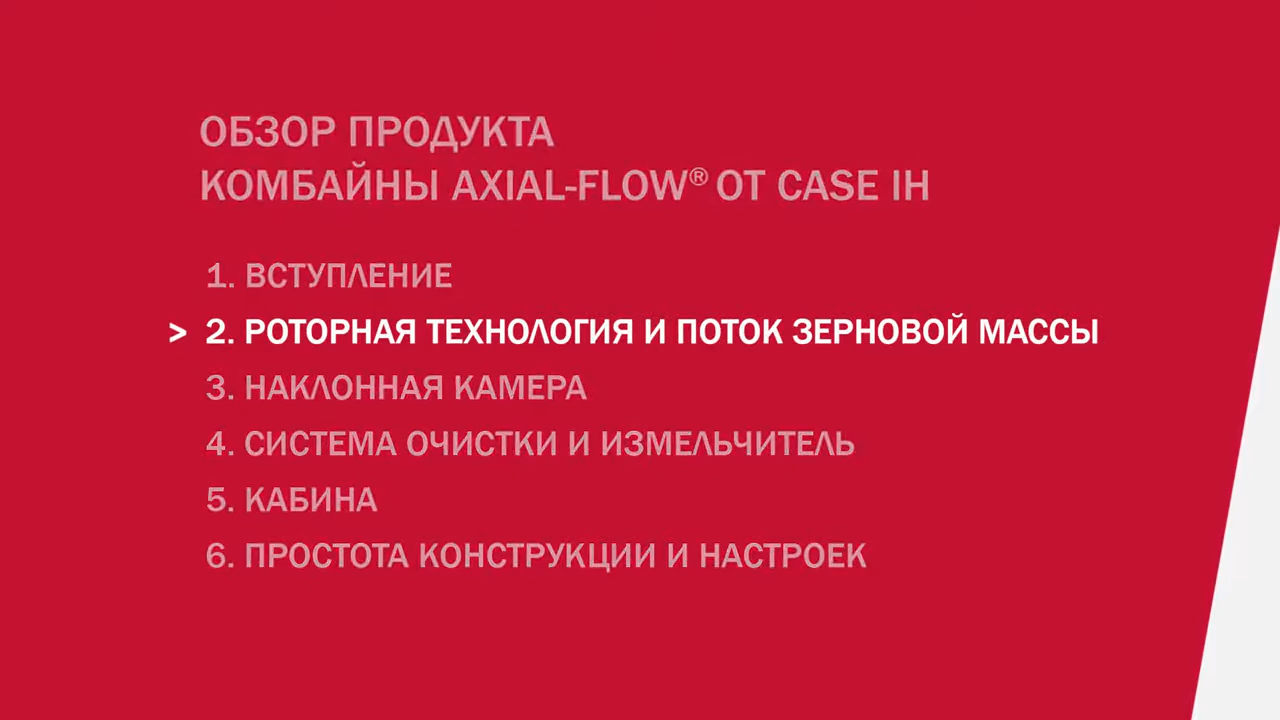 ОБЗОР ПРОДУКТА
КОМБАЙНЫ AXIAL-FLOW® ОТ CASE IH
1. ВСТУПЛЕНИЕ
> 2. РОТОРНАЯ ТЕХНОЛОГИЯ И ПОТОК ЗЕРНОВОЙ МАССЫ
3. НАКЛОННАЯ КАМЕРА
4. СИСТЕМА ОЧИСТКИ И ИЗМЕЛЬЧИТЕЛЬ
5. КАБИНА
6. ПРОСТОТА КОНСТРУКЦИИ И НАСТРОЕК